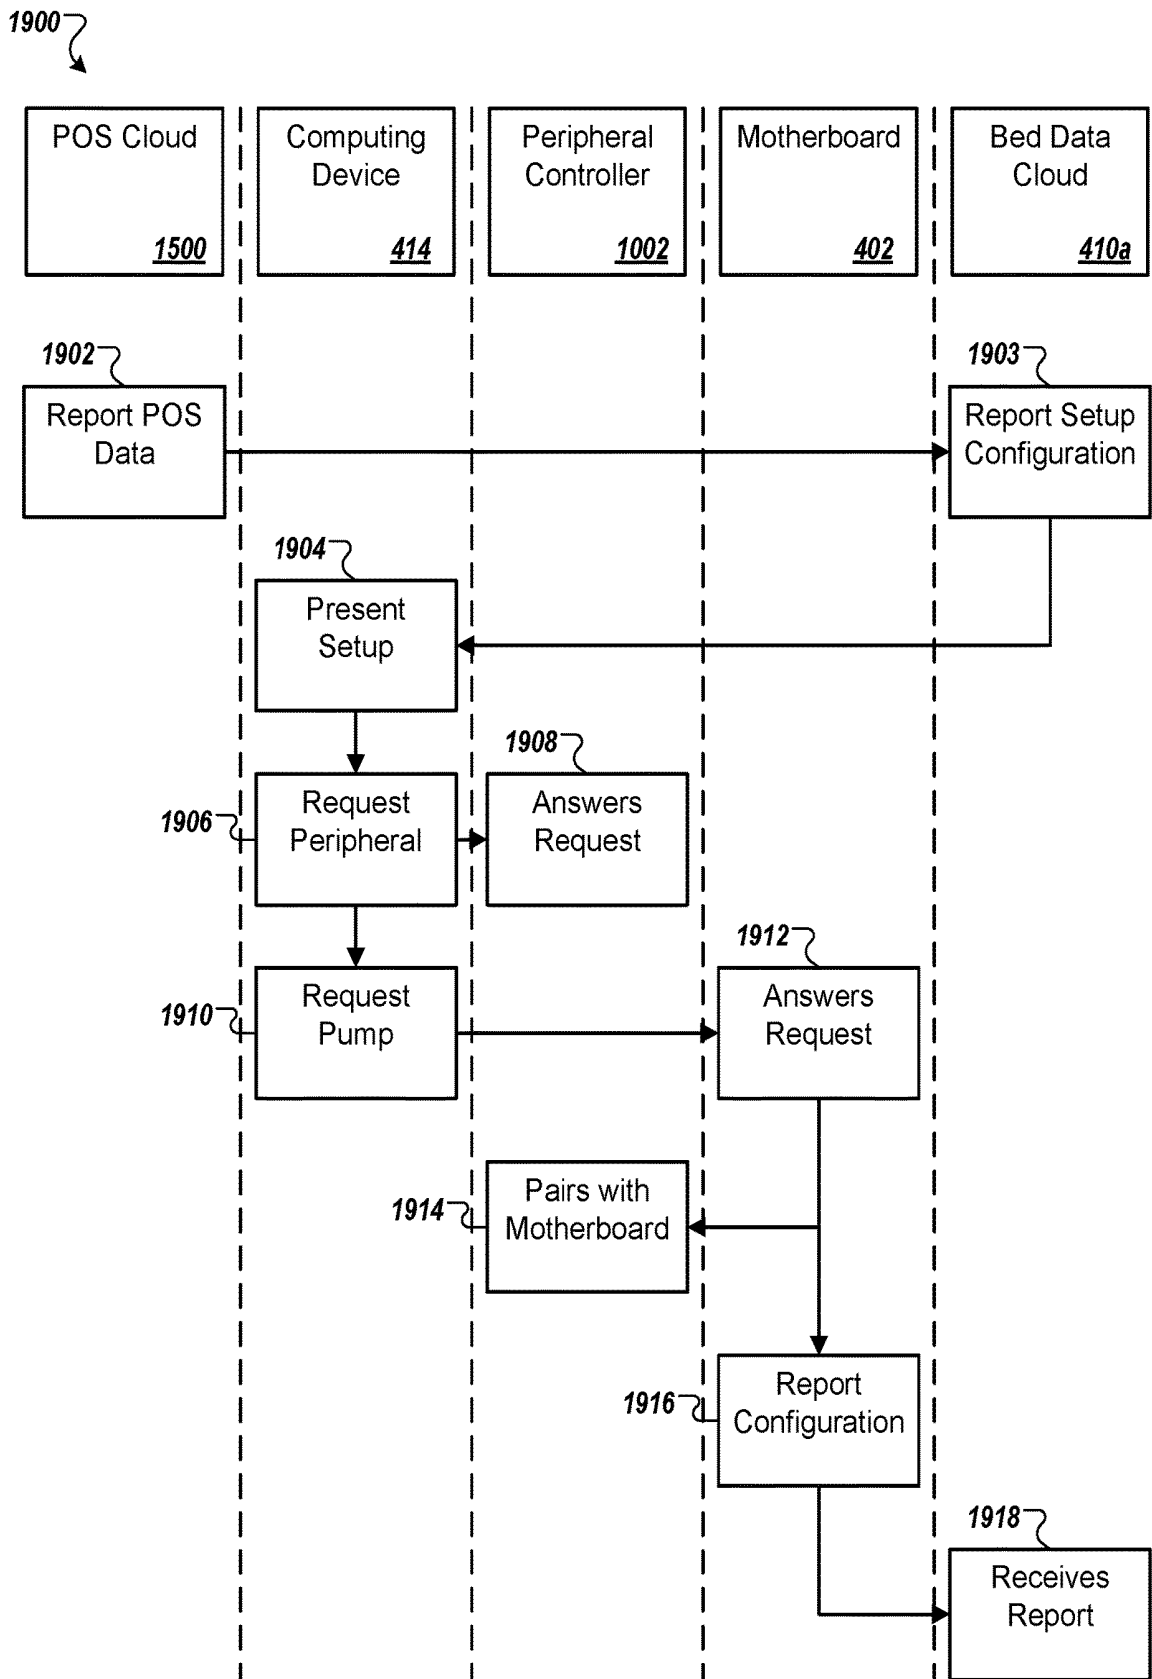 1900
POS Cloud
1500
Computing
Device
414
Peripheral
Controller
1002
Motherboard
402
Bed Data
Cloud
410a
1902
Report POS
Data
1903
Report Setup
Configuration
1904
Present
Setup
1906
Request
Peripheral
1908
Answers
Request
1910
Request
Pump
1912
Answers
Request
1914
Pairs with
Motherboard
1916
Report
Configuration
1918
Receives
Report